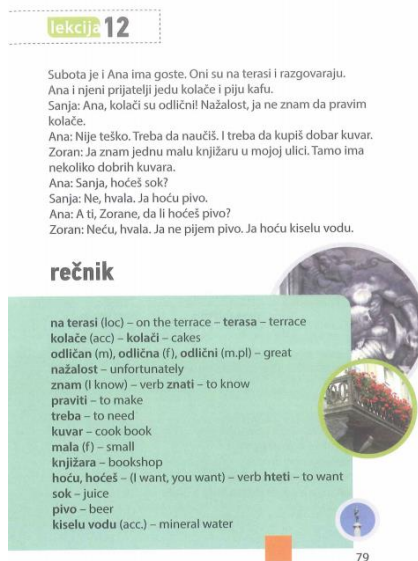 lekcija 12
Subota je i Ana ima goste. Oni su na terasi i razgovaraju.
Ana i njeni prijatelji jedu kolače i piju kafu.
Sanja: Ana, kolači su odlični! Nažalost, ja ne znam da pravim
kolače.
Ana: Nije teško. Treba da naučiš. I treba da kupiš dobar kuvar.
Zoran: Ja znam jednu malu knjižaru u mojoj ulici. Tamo ima
nekoliko dobrih kuvara.
Ana: Sanja, hoćeš sok?
Sanja: Ne, hvala. Ja hoću pivo.
Ana: A ti, Zorane, da li hoćeš pivo?
Zoran: Neću, hvala. Ja ne pijem pivo. Ja hoću kiselu vodu.
rečnik
na terasi (loc) – on the terrace – terasa – terrace
kolače (acc) – kolači – cakes
odličan (m), odlična (f), odlični (m.pl) – great
nažalost – unfortunately
znam (I know) – verb znati – to know
praviti – to make
treba – to need
kuvar – cook book
mala (f) – small
knjižara – bookshop
hoću, hoćeš – (I want, you want) – verb hteti – to want
sok – juice
pivo – beer
kiselu vodu (acc.) – mineral water
79